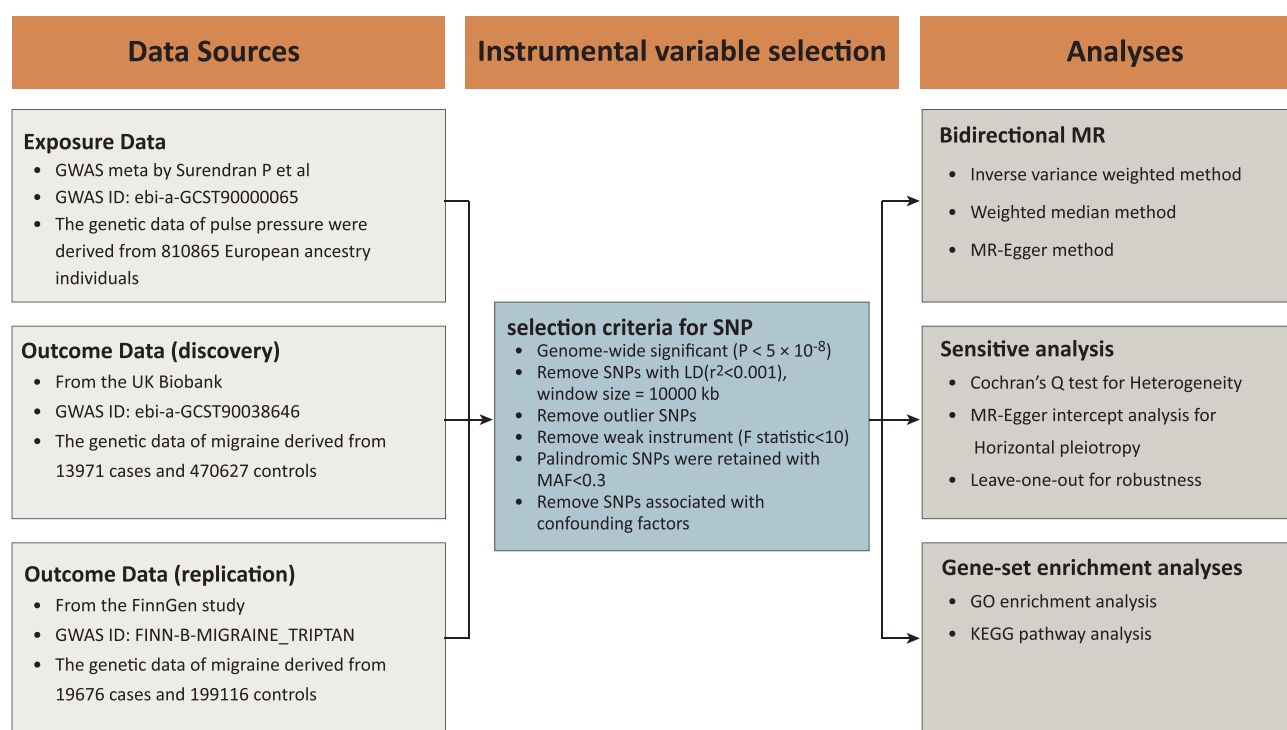 Data Sources
Instrumental variable selection
Analyses
Exposure Data
• GWAS meta by Surendran P et al
• GWAS ID: ebi-a-GCST90000065
• The genetic data of pulse pressure were
derived from 810865 European ancestry
individuals
Outcome Data (discovery)
• From the UK Biobank
• GWAS ID: ebi-a-GCST90038646
• The genetic data of migraine derived from
13971 cases and 470627 controls
Outcome Data (replication)
• From the FinnGen study
• GWAS ID: FINN-B-MIGRAINE_TRIPTAN
• The genetic data of migraine derived from
19676 cases and 199116 controls
selection criteria for SNP
• Genome-wide significant (P < 5 × 10⁻⁸)
• Remove SNPs with LD(r²<0.001),
window size = 10000 kb
• Remove outlier SNPs
• Remove weak instrument (F statistic<10)
• Palindromic SNPs were retained with
MAF<0.3
• Remove SNPs associated with
confounding factors
Bidirectional MR
• Inverse variance weighted method
• Weighted median method
• MR-Egger method
Sensitive analysis
• Cochran’s Q test for Heterogeneity
• MR-Egger intercept analysis for
Horizontal pleiotropy
• Leave-one-out for robustness
Gene-set enrichment analyses
• GO enrichment analysis
• KEGG pathway analysis